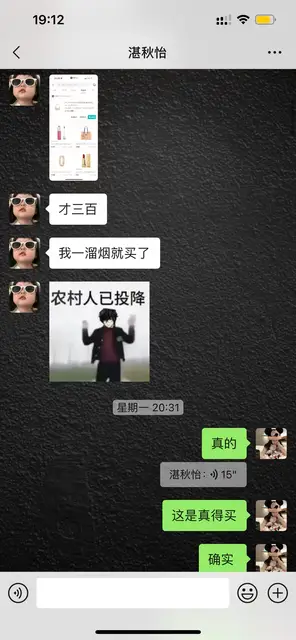 19:12
湛秋怡
才三百
我一溜烟就买了
农村人已投降
星期一 20:31
真的
湛秋怡: 15"
这是真得买
确实